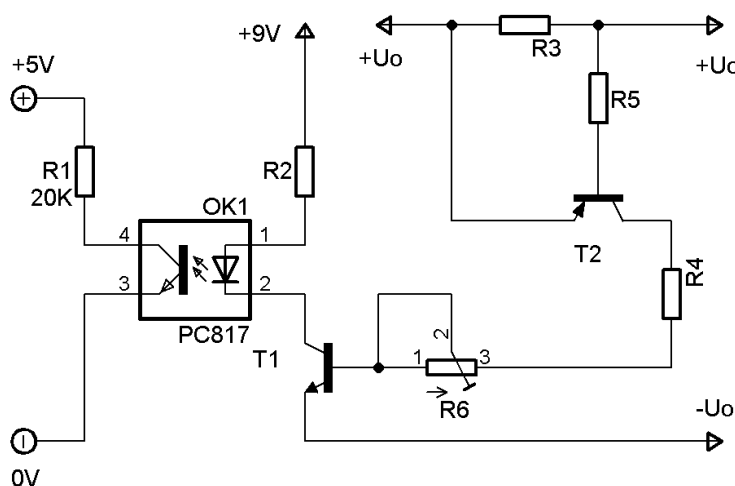 +9V
+Uo
R3
+Uo
+5V
R5
R1
20K
R2
OK1
4
1
3
2
PC817
T2
R4
T1
2
1
3
R6
-Uo
0V